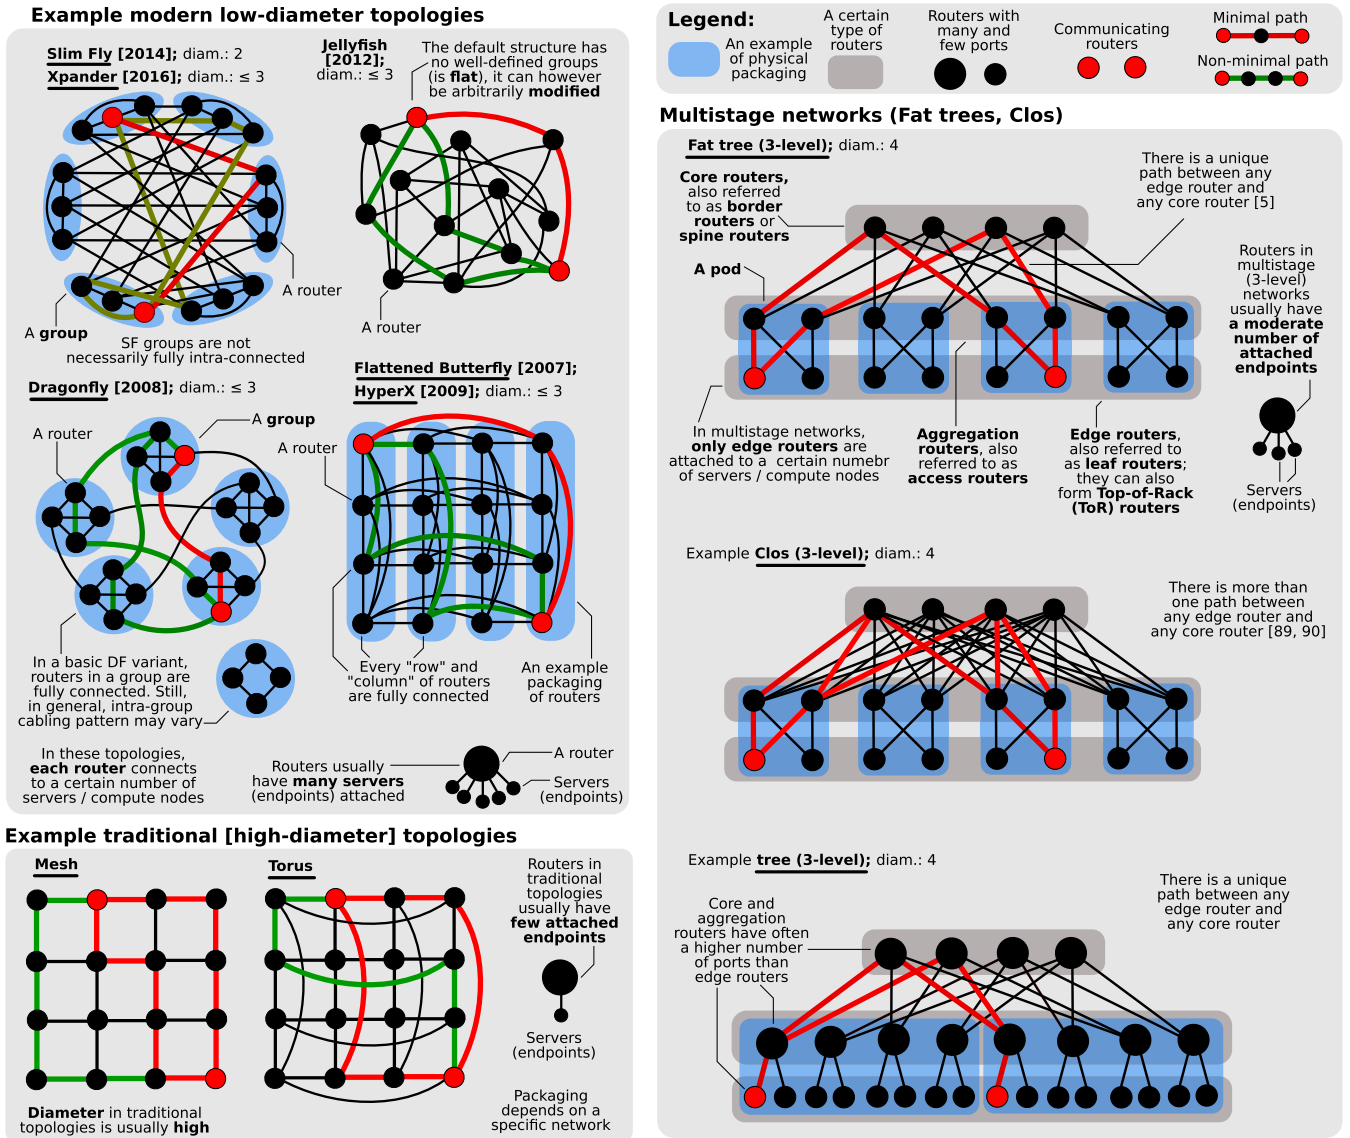 Example modern low-diameter topologies
Slim Fly [2014]; diam.: 2
Xpander [2016]; diam.: ≤ 3
Jellyfish
[2012];
diam.: ≤ 3
The default structure has
no well-defined groups
(is flat), it can however
be arbitrarily modified
A router
A group
SF groups are not
necessarily fully intra-connected
A router
Dragonfly [2008]; diam.: ≤ 3
A router
A group
Flattened Butterfly [2007];
HyperX [2009]; diam.: ≤ 3
A router
In a basic DF variant,
routers in a group are
fully connected. Still,
in general, intra-group
cabling pattern may vary
Every "row" and
"column" of routers
are fully connected
An example
packaging
of routers
In these topologies,
each router connects
to a certain number of
servers / compute nodes
Routers usually
have many servers
(endpoints) attached
A router
Servers
(endpoints)
Example traditional [high-diameter] topologies
Mesh
Torus
Routers in
traditional
topologies
usually have
few attached
endpoints
Servers
(endpoints)
Diameter in traditional
topologies is usually high
Packaging
depends on a
specific network
Legend:
An example
of physical
packaging
A certain
type of
routers
Routers with
many and
few ports
Communicating
routers
Minimal path
Non-minimal path
Multistage networks (Fat trees, Clos)
Fat tree (3-level); diam.: 4
Core routers,
also referred
to as border
routers or
spine routers
A pod
There is a unique
path between any
edge router and
any core router [5]
Routers in
multistage
(3-level)
networks
usually have
a moderate
number of
attached
endpoints
Servers
(endpoints)
In multistage networks,
only edge routers are
attached to a certain numebr
of servers / compute nodes
Aggregation
routers, also
referred to as
access routers
Edge routers,
also referred to
as leaf routers;
they can also
form Top-of-Rack
(ToR) routers
Example Clos (3-level); diam.: 4
There is more than
one path between
any edge router and
any core router [89, 90]
Example tree (3-level); diam.: 4
Core and
aggregation
routers have often
a higher number
of ports than
edge routers
There is a unique
path between any
edge router and
any core router